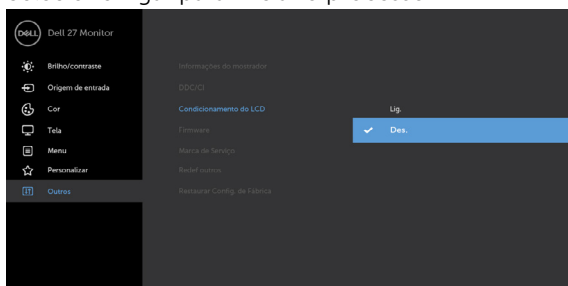 DELL Dell 27 Monitor
Brilho/contraste Informações do mostrador
Origem de entrada DDC/CI
Cor Condicionamento do LCD Lig.
Tela Firmware Des.
Menu Marca de Serviço
Personalizar Redef outros
Outros Restaurar Config. de Fábrica